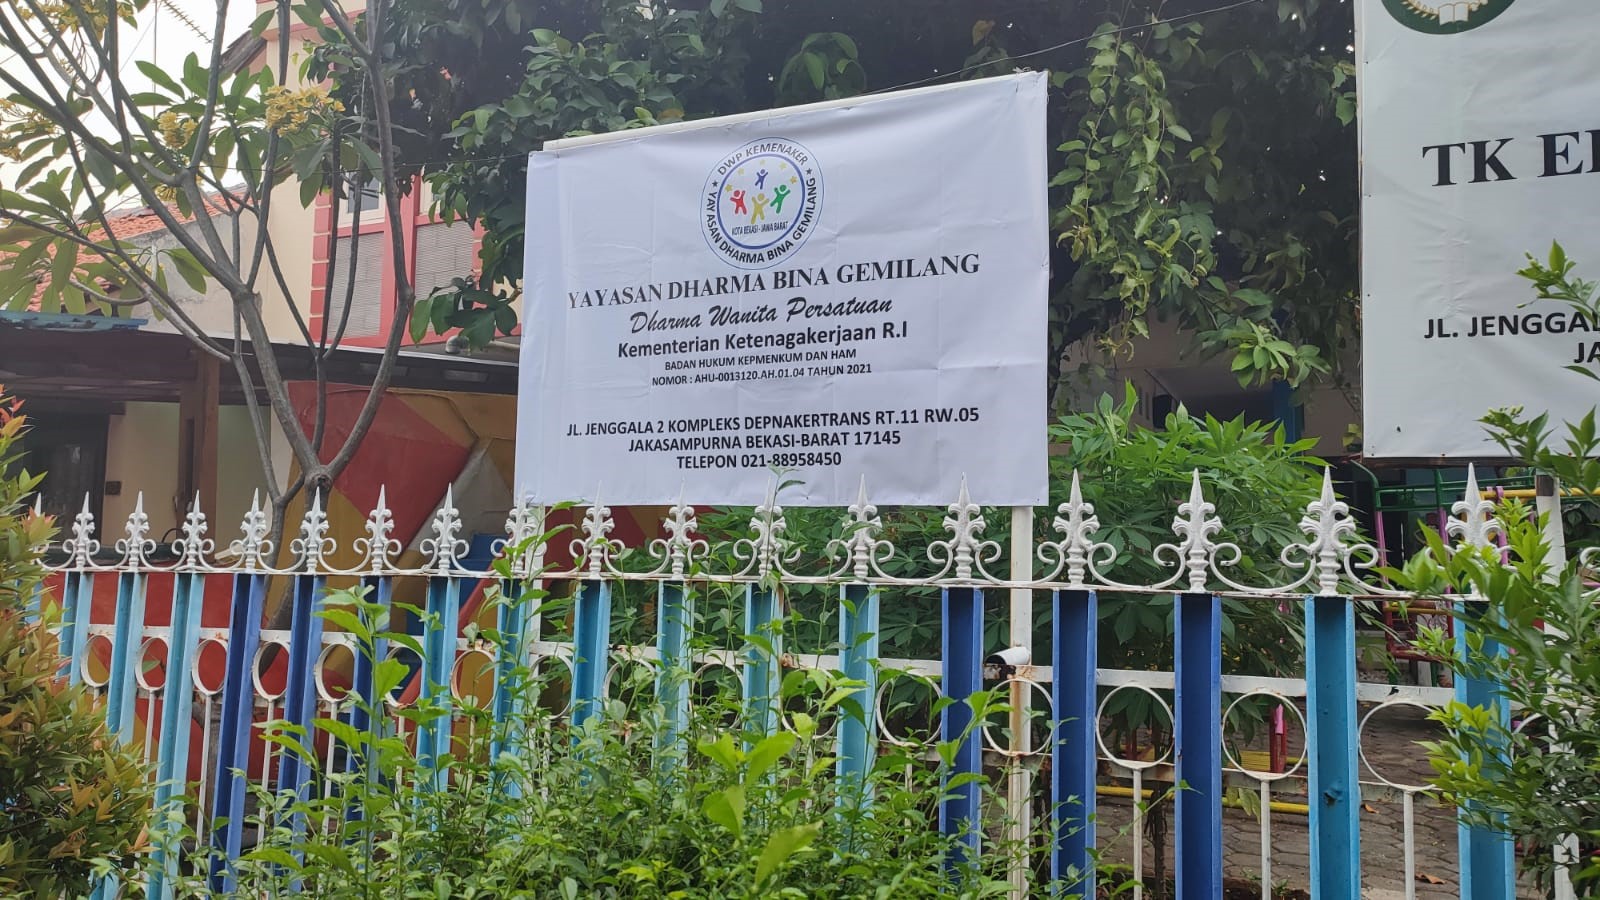 DWP KEMENAKER
KOTA BEKASI - JAWA BARAT
YAYASAN DHARMA BINA GEMILANG
YAYASAN DHARMA BINA GEMILANG
Dharma Wanita Persatuan
Kementerian Ketenagakerjaan R.I
BADAN HUKUM KEPMENKUM DAN HAM
NOMOR : AHU-0013120.AH.01.04 TAHUN 2021
JL. JENGGALA 2 KOMPLEKS DEPNAKERTRANS RT.11 RW.05
JAKASAMPURNA BEKASI-BARAT 17145
TELEPON 021-88958450
TK
JL. JENGGAL
JA